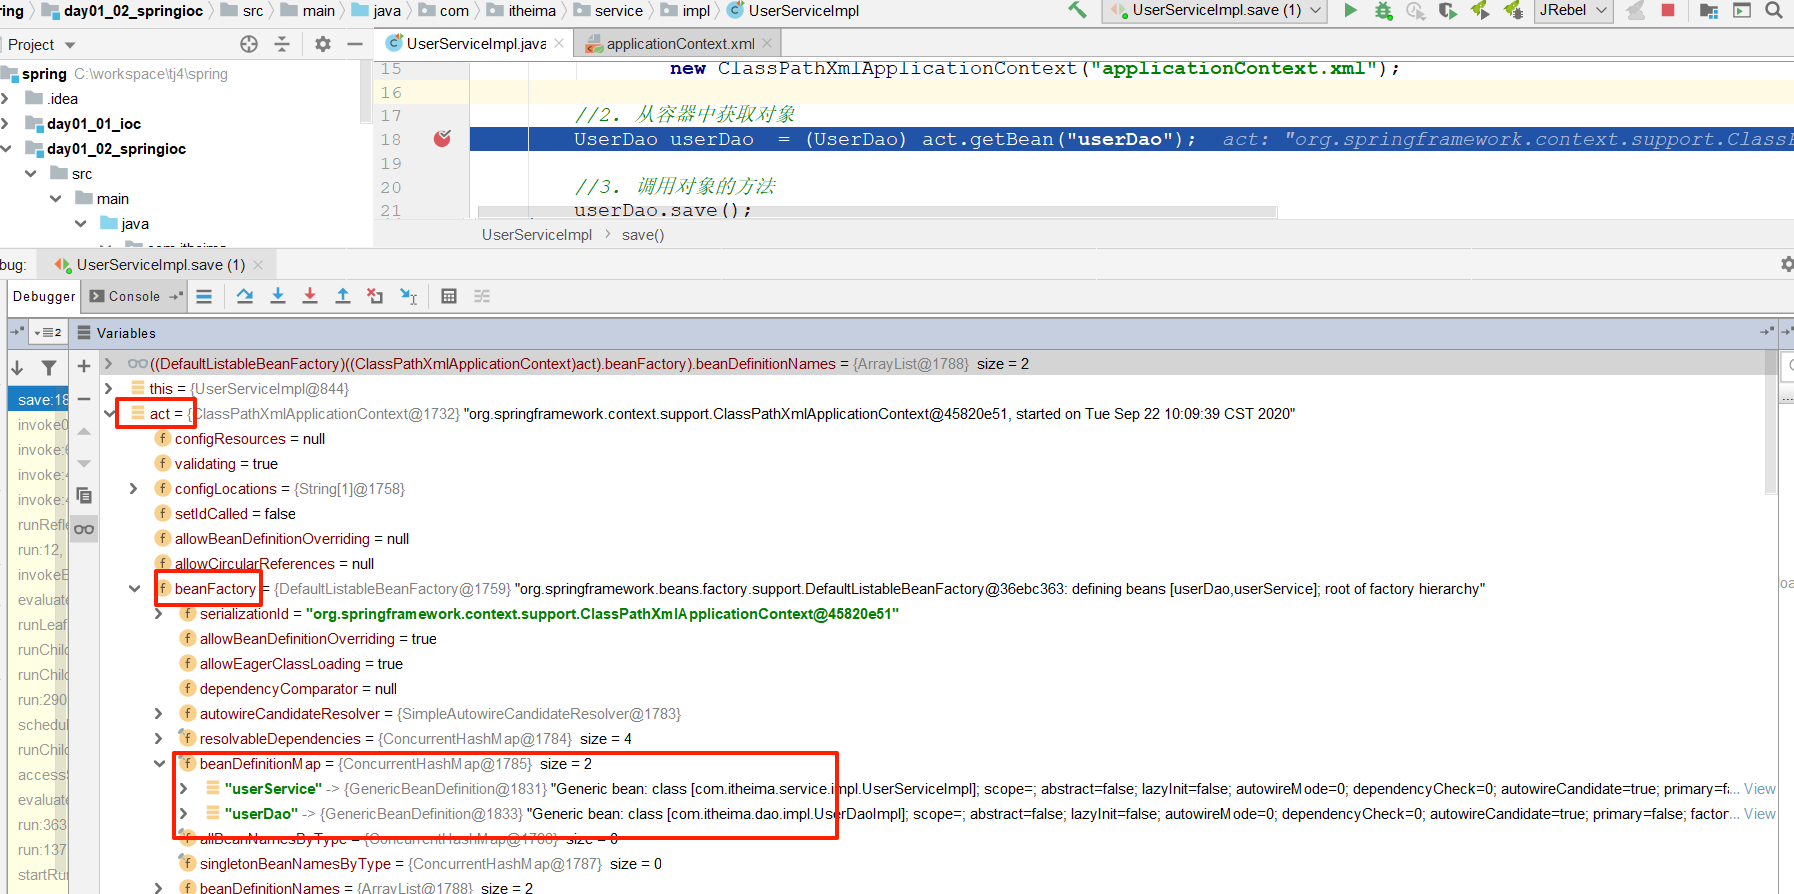 ring day01_02_springioc src main java com itheima service impl UserServiceImpl UserServiceImpl.save (1) JRebel
Project UserServiceImpl.java applicationContext.xml
spring C:\workspace\tj4\spring
.idea
day01_01_ioc
day01_02_springioc
src
main
java
15 new ClassPathXmlApplicationContext("applicationContext.xml");
16
17 //2. 从容器中获取对象
18 UserDao userDao = (UserDao) act.getBean("userDao"); act: "org.springframework.context.support.ClassP
19
20 //3. 调用对象的方法
21 userDao.save();
UserServiceImpl > save()
bug: UserServiceImpl.save (1)
Debugger Console
2 Variables
((DefaultListableBeanFactory)((ClassPathXmlApplicationContext)act).beanFactory).beanDefinitionNames = {ArrayList@1788} size = 2
this = {UserServiceImpl@844}
save:18
act = {ClassPathXmlApplicationContext@1732} "org.springframework.context.support.ClassPathXmlApplicationContext@45820e51, started on Tue Sep 22 10:09:39 CST 2020"
invoke0
configResources = null
invoke:6
validating = true
invoke:4
configLocations = {String[1]@1758}
invoke:4
setIdCalled = false
runRefle
allowBeanDefinitionOverriding = null
run:12,
allowCircularReferences = null
invokeE
beanFactory = {DefaultListableBeanFactory@1759} "org.springframework.beans.factory.support.DefaultListableBeanFactory@36ebc363: defining beans [userDao,userService]; root of factory hierarchy"
evaluate
serializationId = "org.springframework.context.support.ClassPathXmlApplicationContext@45820e51"
runLeaf
allowBeanDefinitionOverriding = true
runChild
allowEagerClassLoading = true
runChild
dependencyComparator = null
run:290
autowireCandidateResolver = {SimpleAutowireCandidateResolver@1783}
schedul
resolvableDependencies = {ConcurrentHashMap@1784} size = 4
runChild
beanDefinitionMap = {ConcurrentHashMap@1785} size = 2
accessS
"userService" -> {GenericBeanDefinition@1831} "Generic bean: class [com.itheima.service.impl.UserServiceImpl]; scope=; abstract=false; lazyInit=false; autowireMode=0; dependencyCheck=0; autowireCandidate=true; primary=fa... View
evaluate
"userDao" -> {GenericBeanDefinition@1833} "Generic bean: class [com.itheima.dao.impl.UserDaoImpl]; scope=; abstract=false; lazyInit=false; autowireMode=0; dependencyCheck=0; autowireCandidate=true; primary=false; factor... View
run:363
allBeanNamesByType = {ConcurrentHashMap@1786} size = 0
run:137
singletonBeanNamesByType = {ConcurrentHashMap@1787} size = 0
startRu
beanDefinitionNames = {ArrayList@1788} size = 2